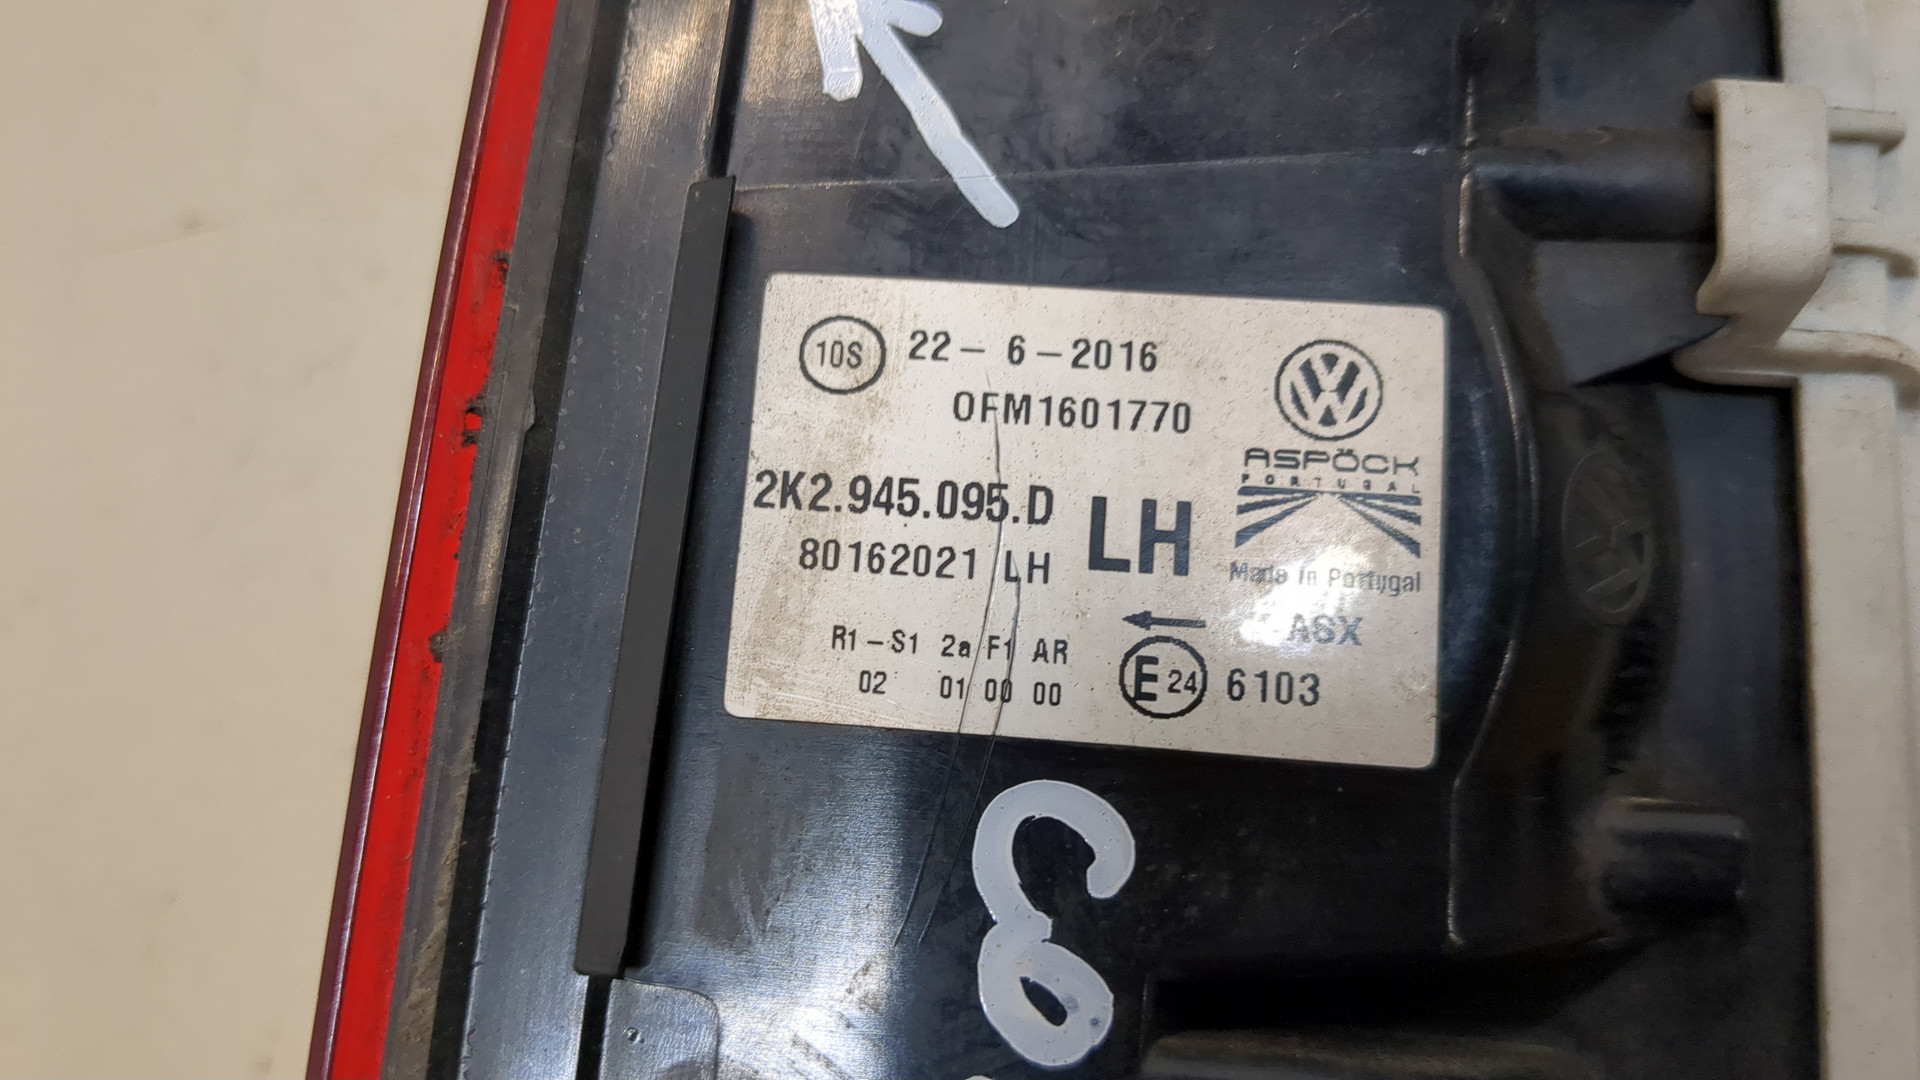 10S 22 - 6 - 2016
OFM1601770
2K2.945.095.D LH
80162021 LH
ASPÖCK
PORTUGAL
Made in Portugal
ASX
R1-S1 2a F1 AR
02 01 00 00
E24 6103